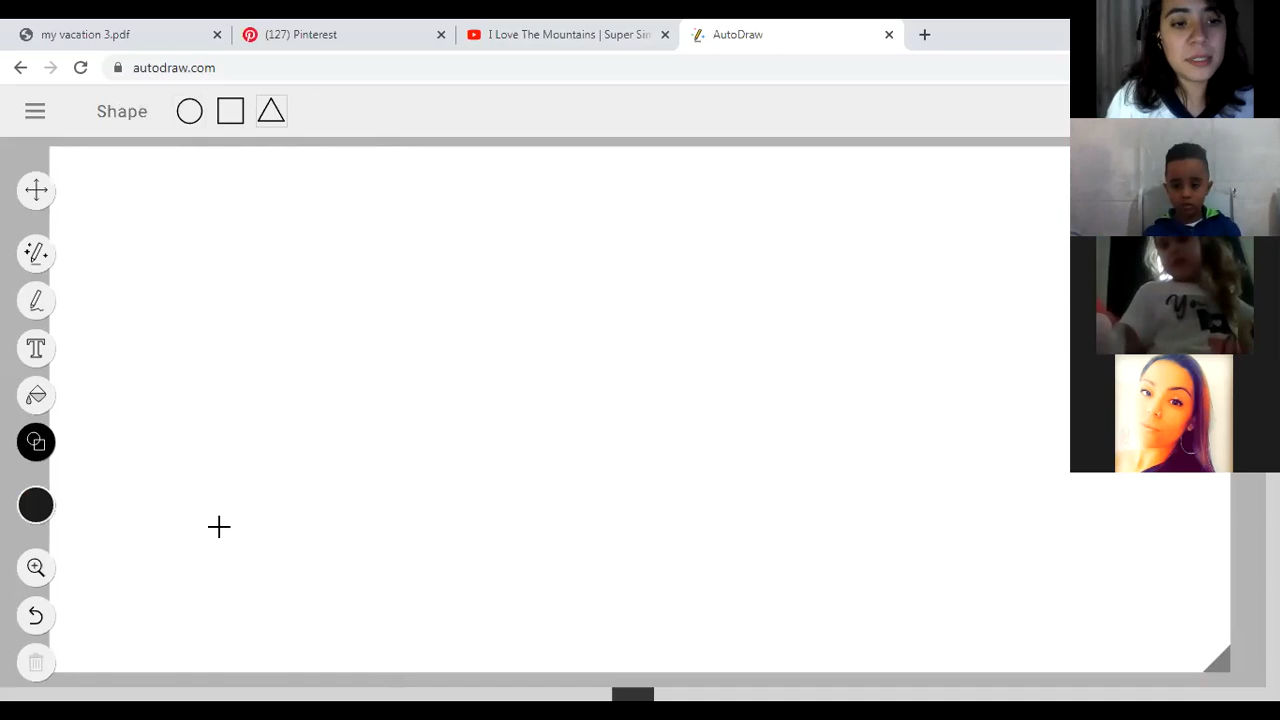 my vacation 3.pdf
(127) Pinterest
I Love The Mountains | Super Sim
AutoDraw
autodraw.com
Shape
T